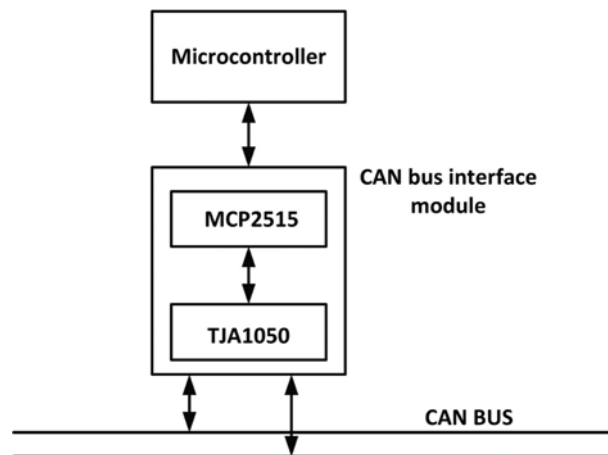 Microcontroller
CAN bus interface
module
MCP2515
TJA1050
CAN BUS